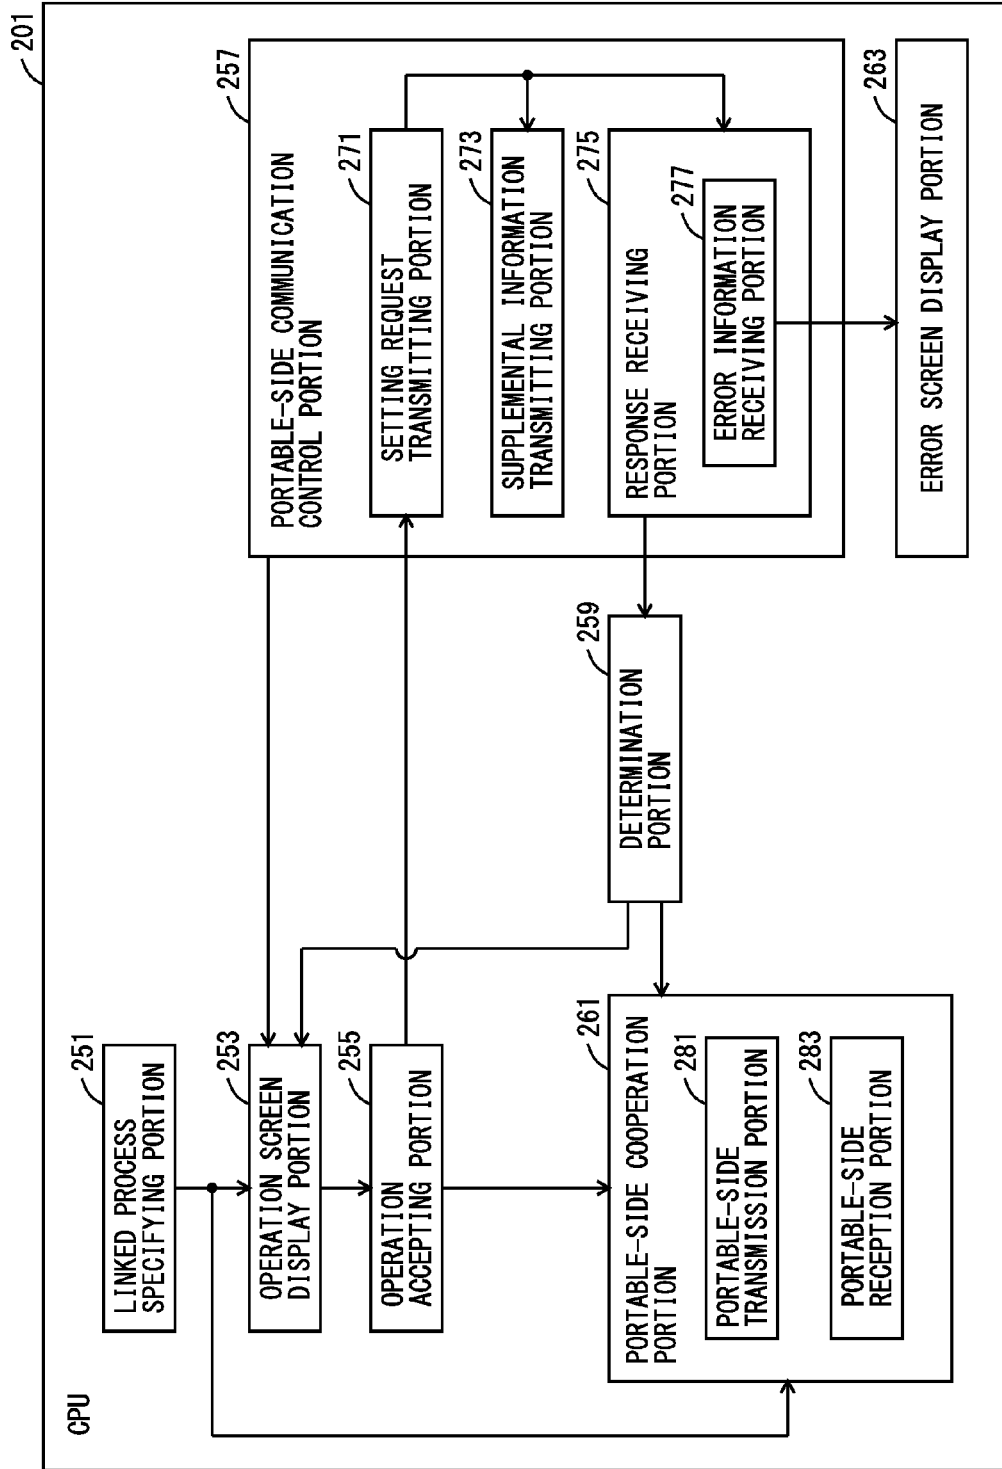 201
CPU
251
LINKED PROCESS
SPECIFYING PORTION
253
OPERATION SCREEN
DISPLAY PORTION
255
OPERATION
ACCEPTING PORTION
257
PORTABLE-SIDE COMMUNICATION
CONTROL PORTION
271
SETTING REQUEST
TRANSMITTING PORTION
273
SUPPLEMENTAL INFORMATION
TRANSMITTING PORTION
275
RESPONSE RECEIVING
PORTION
277
ERROR INFORMATION
RECEIVING PORTION
259
DETERMINATION
PORTION
261
PORTABLE-SIDE COOPERATION
PORTION
281
PORTABLE-SIDE
TRANSMISSION PORTION
283
PORTABLE-SIDE
RECEPTION PORTION
263
ERROR SCREEN DISPLAY PORTION